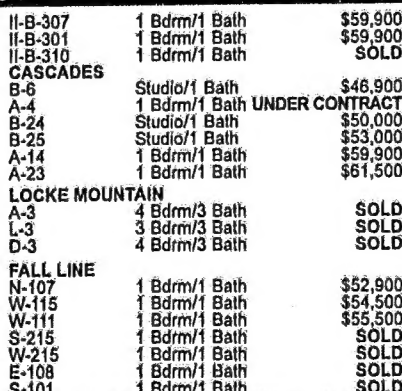 II-B-307 1 Bdrm/1 Bath $59,900
II-B-301 1 Bdrm/1 Bath $59,900
II-B-310 1 Bdrm/1 Bath SOLD
CASCADES
B-6 Studio/1 Bath $46,900
A-4 1 Bdrm/1 Bath UNDER CONTRACT
B-24 Studio/1 Bath $50,000
B-25 Studio/1 Bath $53,000
A-14 1 Bdrm/1 Bath $59,900
A-23 1 Bdrm/1 Bath $61,500
LOCKE MOUNTAIN
A-3 4 Bdrm/3 Bath SOLD
L-3 3 Bdrm/3 Bath SOLD
D-3 4 Bdrm/3 Bath SOLD
FALL LINE
N-107 1 Bdrm/1 Bath $52,900
W-115 1 Bdrm/1 Bath $54,500
W-111 1 Bdrm/1 Bath $55,500
S-215 1 Bdrm/1 Bath SOLD
W-215 1 Bdrm/1 Bath SOLD
E-108 1 Bdrm/1 Bath SOLD
S-101 1 Bdrm/1 Bath SOLD